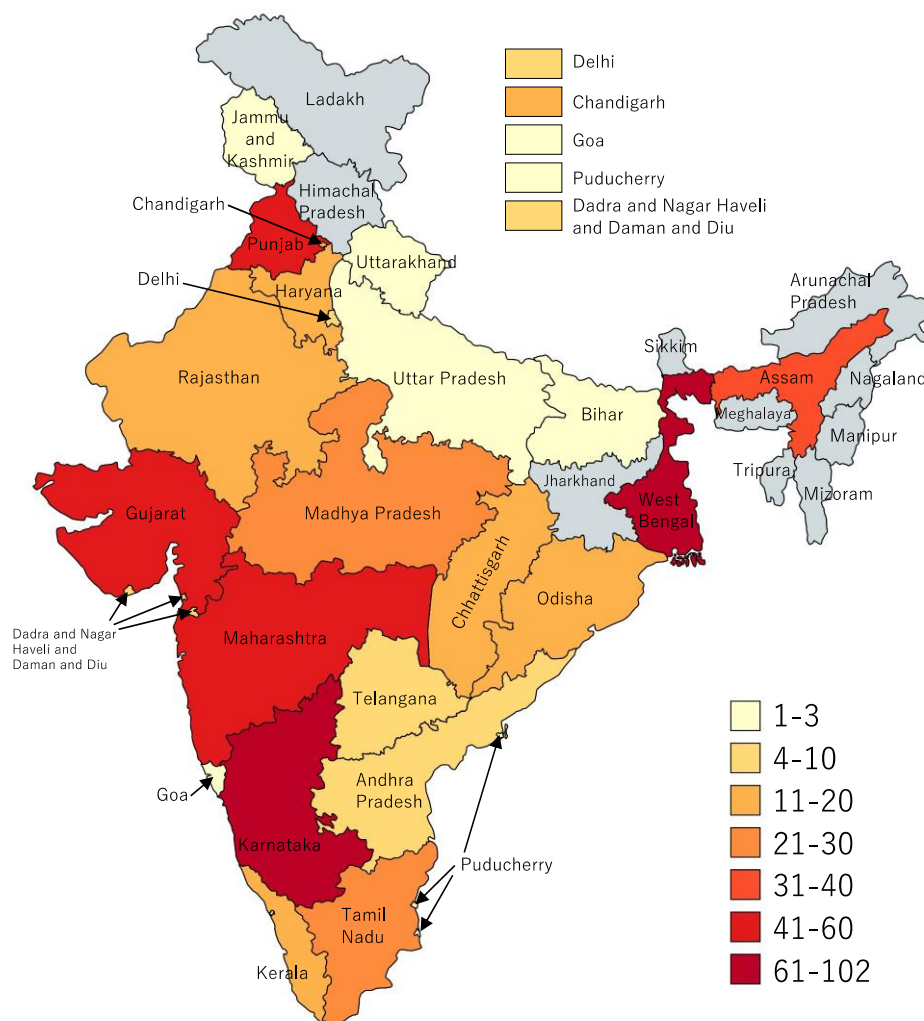 Ladakh
Jammu
and
Kashmir
Himachal
Pradesh
Chandigarh
Punjab
Uttarakhand
Delhi
Haryana
Rajasthan
Uttar Pradesh
Bihar
Sikkim
Arunachal
Pradesh
Assam
Nagaland
Meghalaya
Manipur
Tripura
Mizoram
Jharkhand
West
Bengal
Gujarat
Madhya Pradesh
Chhattisgarh
Odisha
Dadra and Nagar
Haveli and
Daman and Diu
Maharashtra
Telangana
Andhra
Pradesh
Goa
Karnataka
Puducherry
Tamil
Nadu
Kerala
Delhi
Chandigarh
Goa
Puducherry
Dadra and Nagar Haveli
and Daman and Diu
1-3
4-10
11-20
21-30
31-40
41-60
61-102